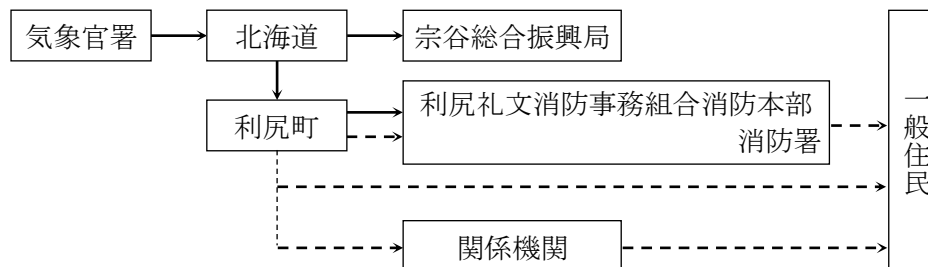 気象官署
北海道
宗谷総合振興局
利尻町
利尻礼文消防事務組合消防本部
消防署
関係機関
一般住民